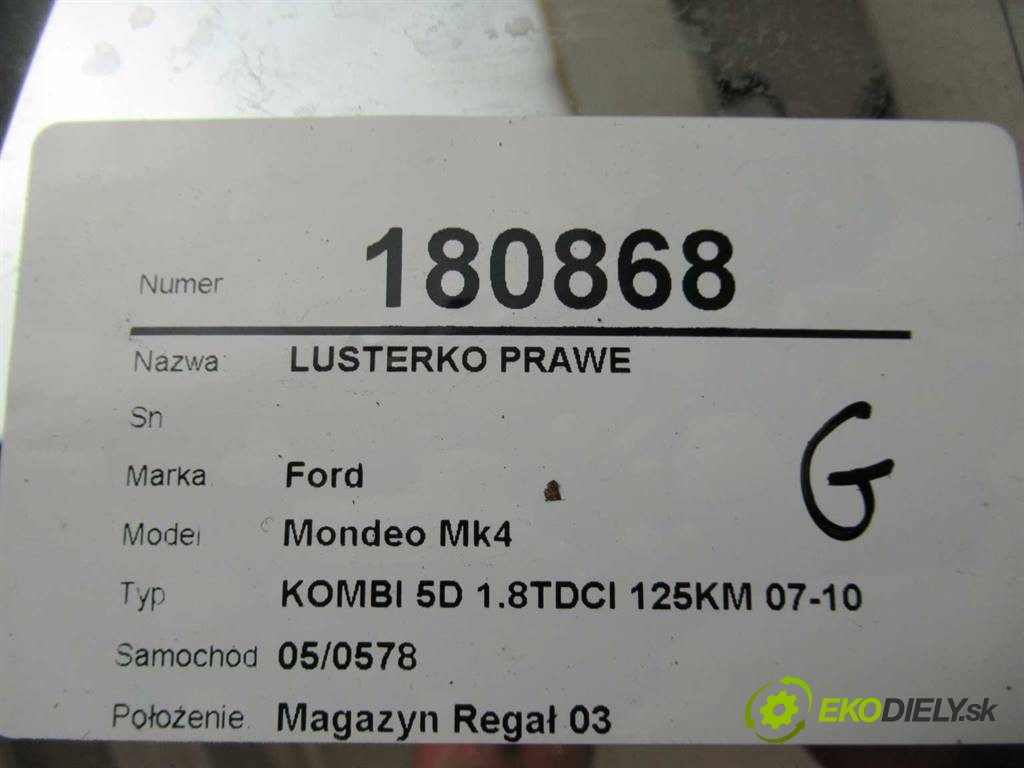 Numer 180868
Nazwa: LUSTERKO PRAWE
Sn
G
Marka: Ford
Model Mondeo Mk4
Typ KOMBI 5D 1.8TDCI 125KM 07-10
Samochód 05/0578
Położenie: Magazyn Regał 03
EKODIELY.sk